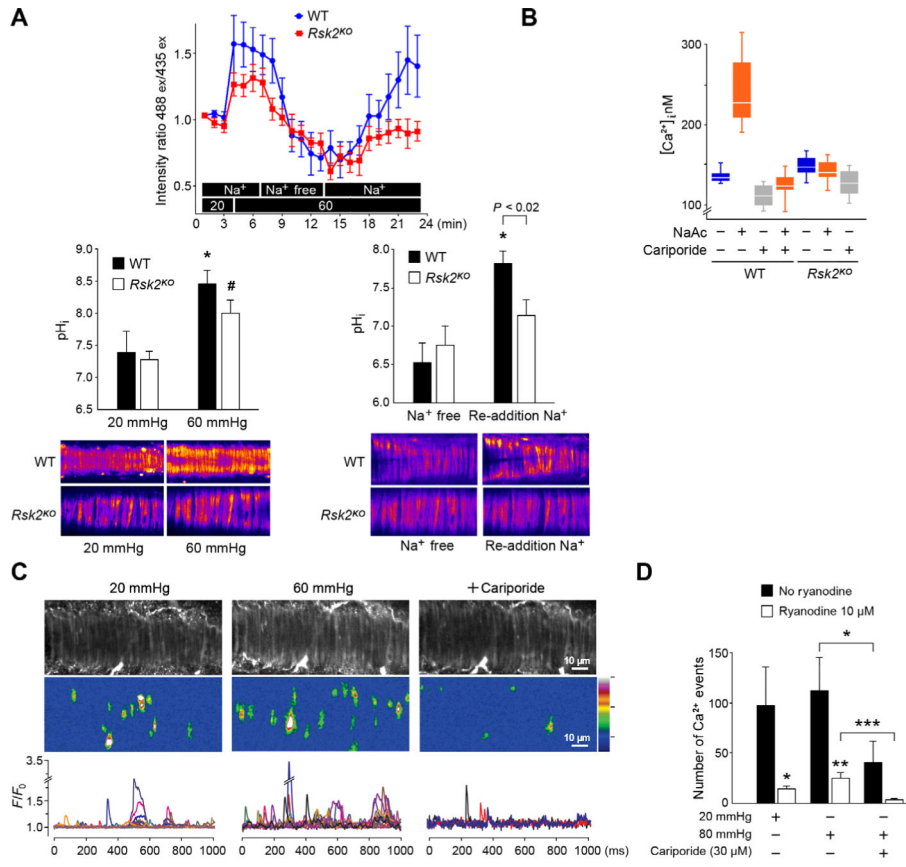 A
WT
Rsk2KO
Intensity ratio 488 ex/435 ex
1.5
1.0
0.5
Na+
Na+ free
Na+
20
60
0 3 6 9 12 15 18 21 24 (min)
WT
Rsk2KO
pHi
9.0
8.5
8.0
7.5
7.0
6.5
*
#
20 mmHg
60 mmHg
P < 0.02
WT
Rsk2KO
pHi
8.0
7.5
7.0
6.5
6.0
*
Na+ free
Re-addition Na+
WT
Rsk2KO
20 mmHg
60 mmHg
WT
Rsk2KO
Na+ free
Re-addition Na+
B
[Ca2+]i nM
300
200
100
NaAc – + – + – + –
Cariporide – – + + – – +
WT
Rsk2KO
C
20 mmHg
60 mmHg
+ Cariporide
10 µm
10 µm
F/F0
3.5
1.5
1.0
0 200 400 600 800 1000
0 200 400 600 800 1000
0 200 400 600 800 1000 (ms)
D
No ryanodine
Ryanodine 10 µM
Number of Ca2+ events
150
100
50
0
*
**
*
***
20 mmHg + – –
80 mmHg – + +
Cariporide (30 µM) – – +